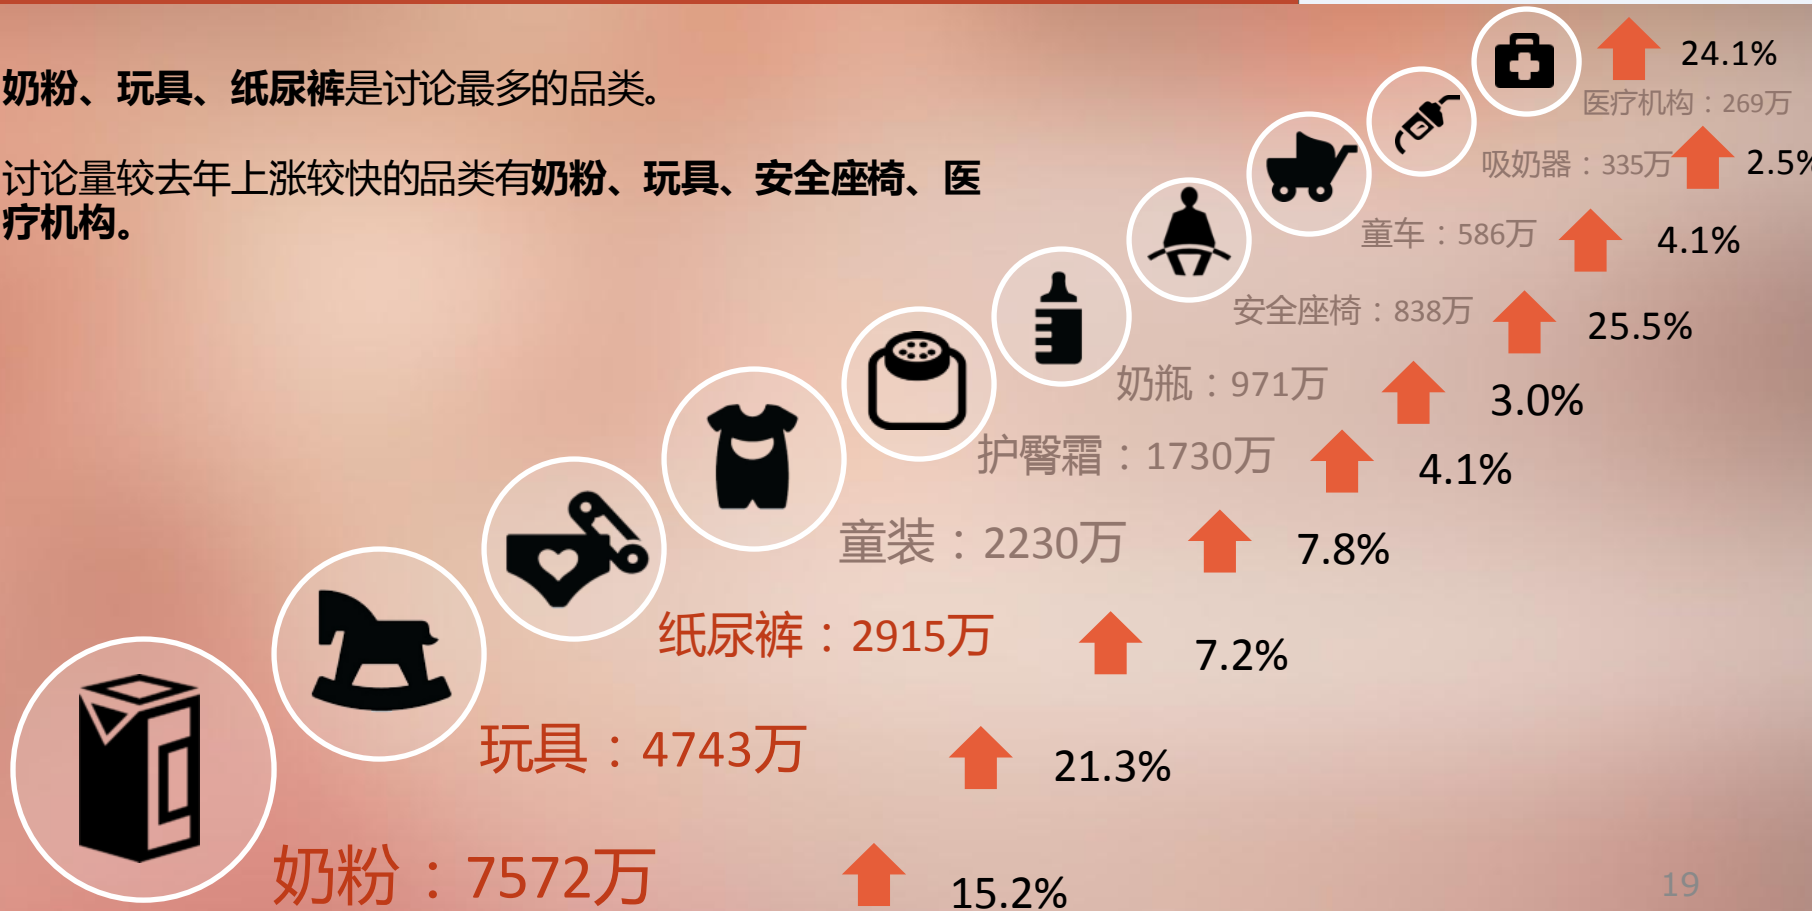 奶粉、玩具、纸尿裤是讨论最多的品类。
讨论量较去年上涨较快的品类有奶粉、玩具、安全座椅、医
疗机构。
24.1%
医疗机构：269万
吸奶器：335万
2.5%
童车：586万
4.1%
安全座椅：838万
25.5%
奶瓶：971万
3.0%
护臀霜：1730万
4.1%
童装：2230万
7.8%
纸尿裤：2915万
7.2%
玩具：4743万
21.3%
奶粉：7572万
15.2%
19